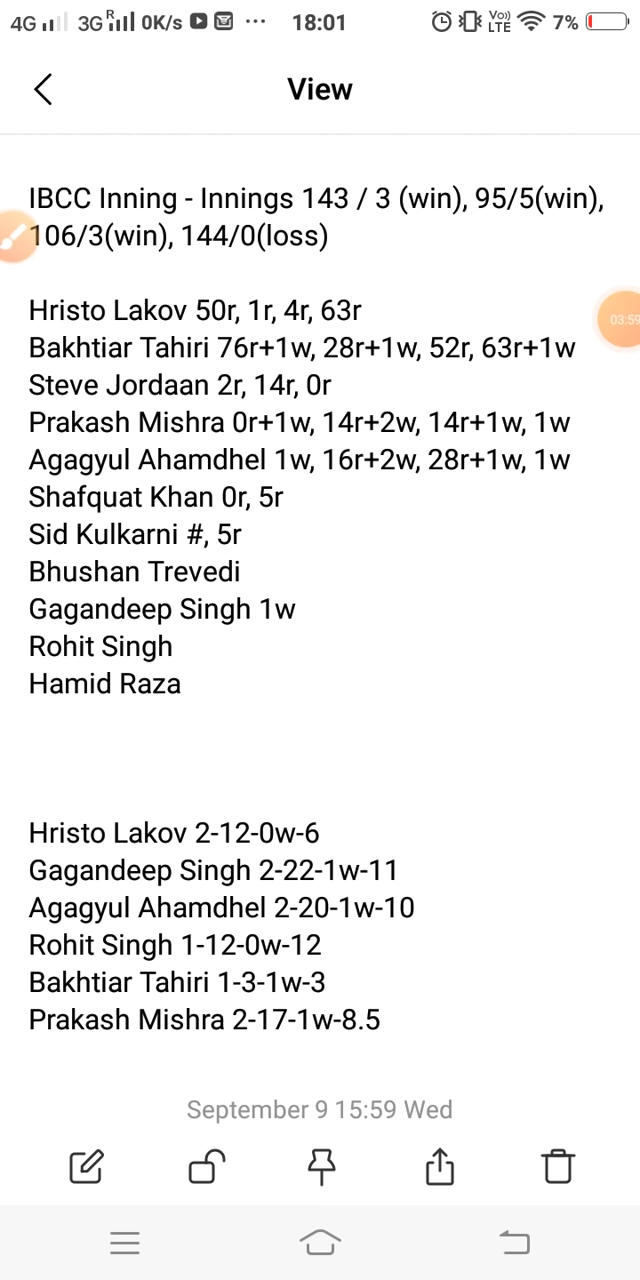 4G 3G R 0K/s ... 18:01 Vo)) LTE 7%
View
IBCC Inning - Innings 143 / 3 (win), 95/5(win),
106/3(win), 144/0(loss)
03:59
Hristo Lakov 50r, 1r, 4r, 63r
Bakhtiar Tahiri 76r+1w, 28r+1w, 52r, 63r+1w
Steve Jordaan 2r, 14r, 0r
Prakash Mishra 0r+1w, 14r+2w, 14r+1w, 1w
Agagyul Ahamdhel 1w, 16r+2w, 28r+1w, 1w
Shafquat Khan 0r, 5r
Sid Kulkarni #, 5r
Bhushan Trevedi
Gagandeep Singh 1w
Rohit Singh
Hamid Raza
Hristo Lakov 2-12-0w-6
Gagandeep Singh 2-22-1w-11
Agagyul Ahamdhel 2-20-1w-10
Rohit Singh 1-12-0w-12
Bakhtiar Tahiri 1-3-1w-3
Prakash Mishra 2-17-1w-8.5
September 9 15:59 Wed